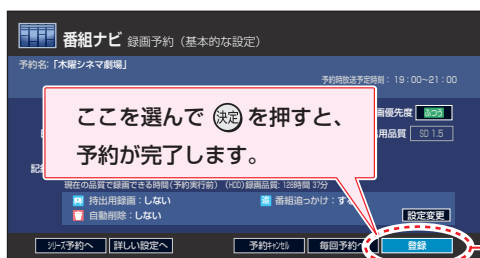 番組ナビ 録画予約（基本的な設定）
予約名:「木曜シネマ劇場」
予約時放送予定時刻：19：00~21：00
ここを選んで 決定 を押すと、
予約が完了します。
画優先度 ふつう
用品質 SD 1.5
現在の品質で録画できる時間(予約実行前) (HDD)録画品質: 128時間 37分
持出用録画：しない 追 番組追っかけ：す
自動削除：しない 設定変更
シリーズ予約へ 詳しい設定へ 予約キャンセル 毎回予約へ 登録